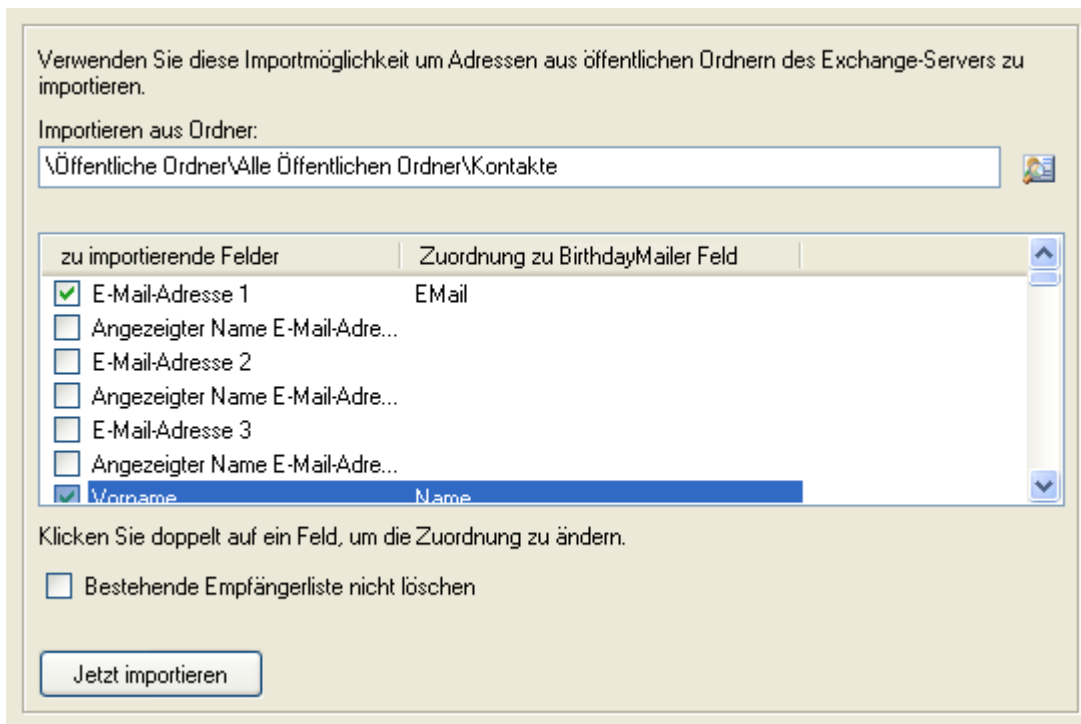 Verwenden Sie diese Importmöglichkeit um Adressen aus öffentlichen Ordnern des Exchange-Servers zu
importieren.
Importieren aus Ordner:
\Öffentliche Ordner\Alle Öffentlichen Ordner\Kontakte
zu importierende Felder Zuordnung zu BirthdayMailer Feld
E-Mail-Adresse 1 EMail
Angezeigter Name E-Mail-Adre...
E-Mail-Adresse 2
Angezeigter Name E-Mail-Adre...
E-Mail-Adresse 3
Angezeigter Name E-Mail-Adre...
Vorname Name
Klicken Sie doppelt auf ein Feld, um die Zuordnung zu ändern.
Bestehende Empfängerliste nicht löschen
Jetzt importieren